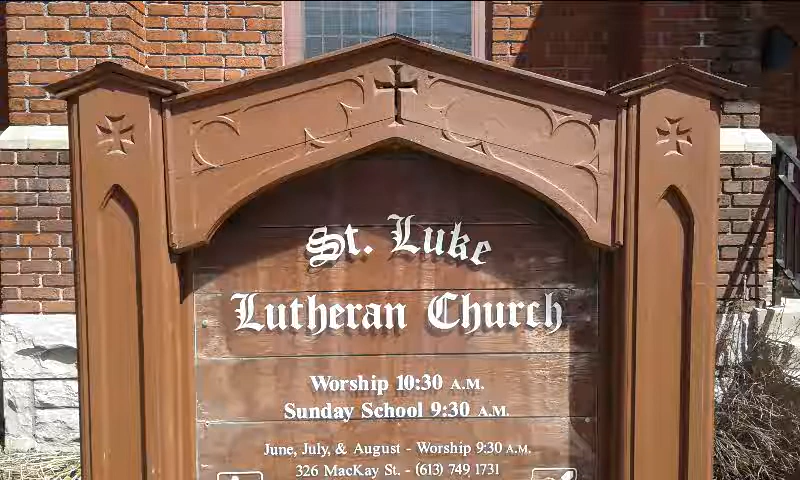 St. Luke
Lutheran Church
Worship 10:30 A.M.
Sunday School 9:30 A.M.
June, July, & August - Worship 9:30 A.M.
326 MacKay St. - (613) 749 1731